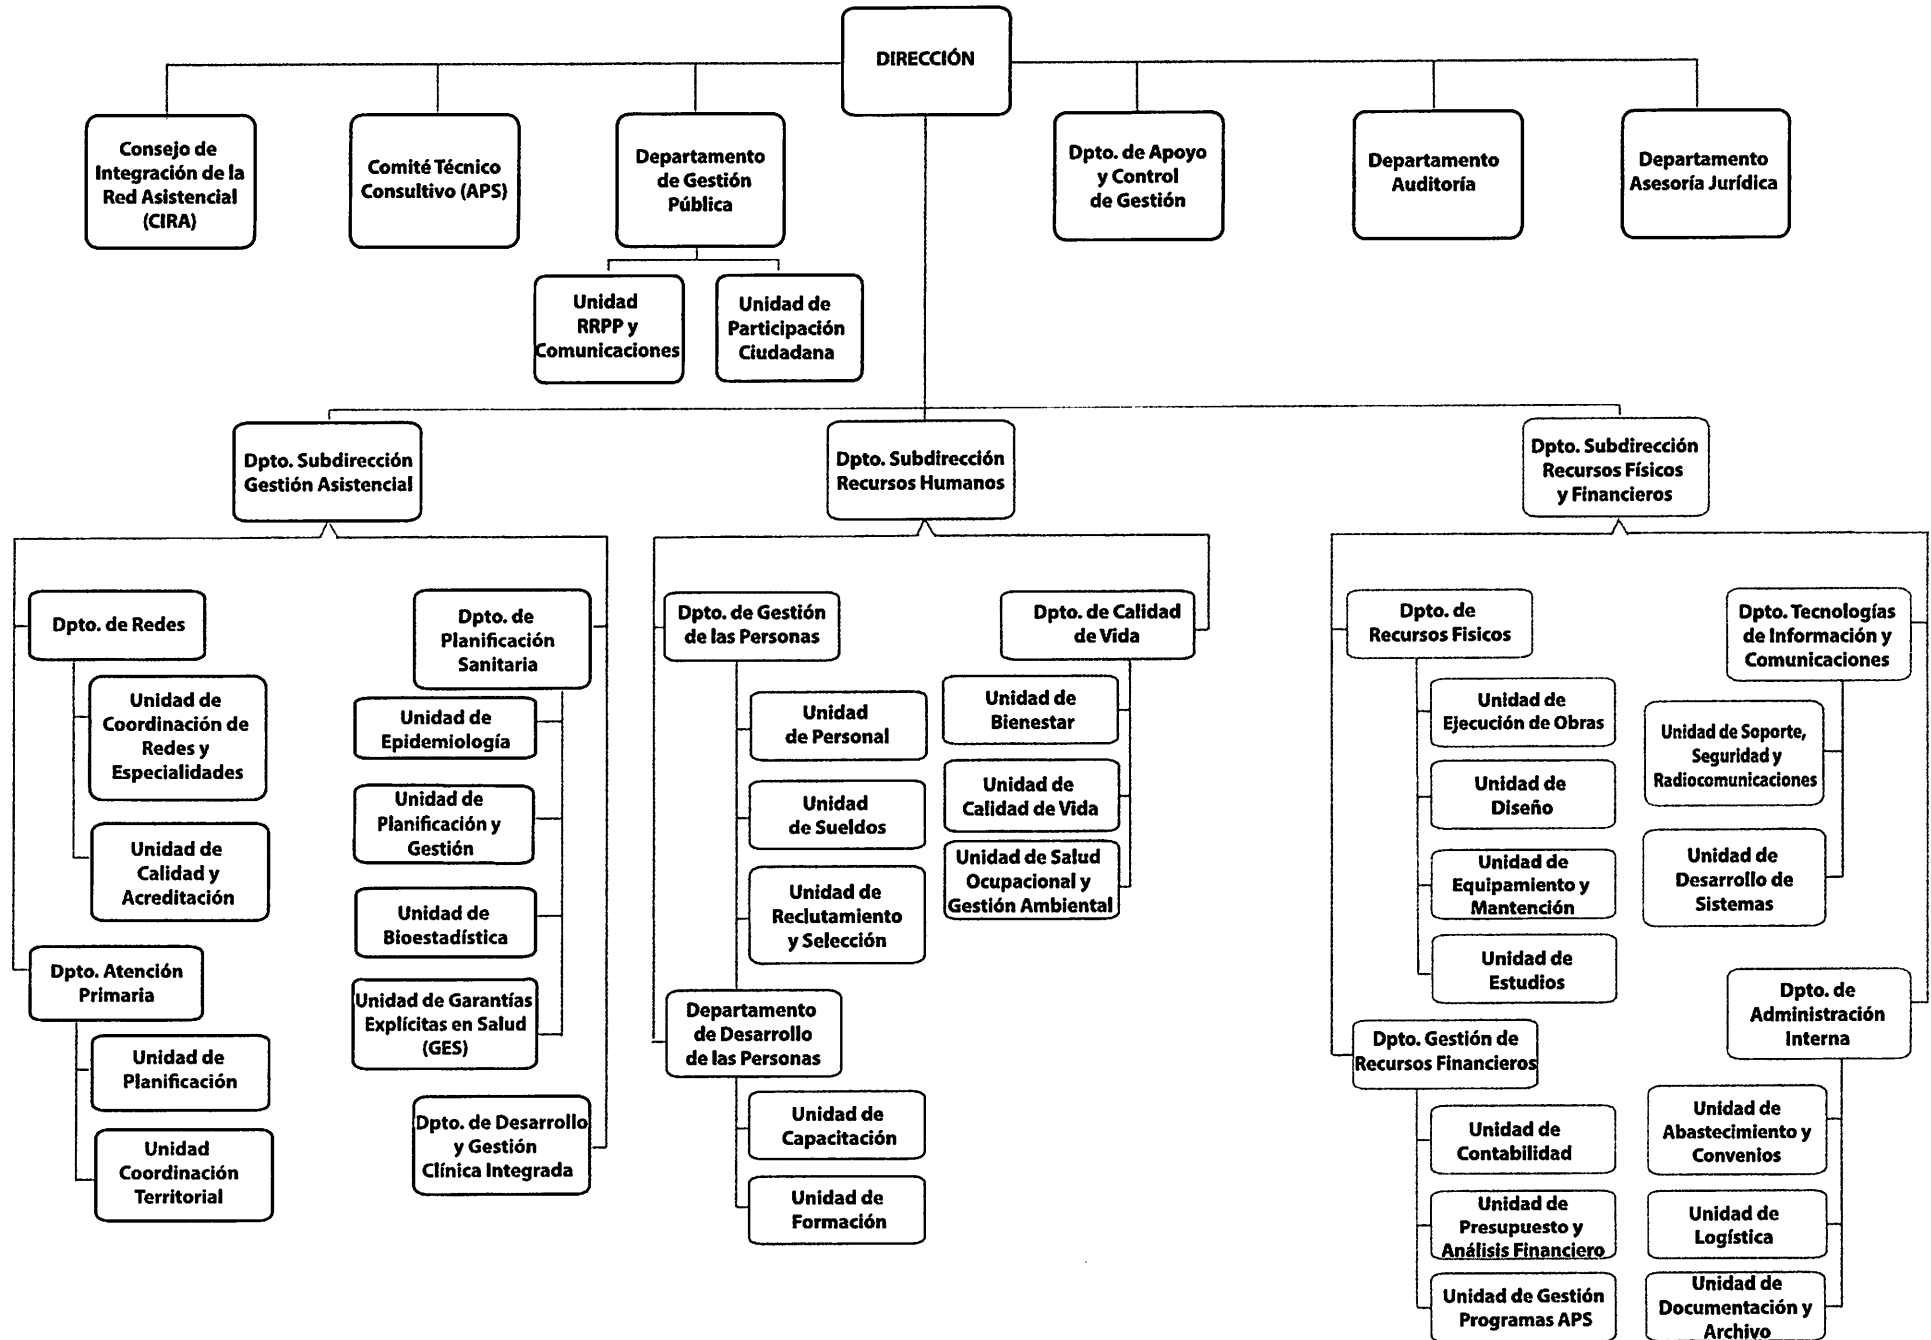 DIRECCIÓN
Consejo de
Integración de la
Red Asistencial
(CIRA)
Comité Técnico
Consultivo (APS)
Departamento
de Gestión
Pública
Dpto. de Apoyo
y Control
de Gestión
Departamento
Auditoría
Departamento
Asesoría Jurídica
Unidad
RRPP y
Comunicaciones
Unidad de
Participación
Ciudadana
Dpto. Subdirección
Gestión Asistencial
Dpto. Subdirección
Recursos Humanos
Dpto. Subdirección
Recursos Físicos
y Financieros
Dpto. de Redes
Unidad de
Coordinación de
Redes y
Especialidades
Unidad de
Calidad y
Acreditación
Dpto. Atención
Primaria
Unidad de
Planificación
Unidad
Coordinación
Territorial
Dpto. de
Planificación
Sanitaria
Unidad de
Epidemiología
Unidad de
Planificación y
Gestión
Unidad de
Bioestadística
Unidad de Garantías
Explícitas en Salud
(GES)
Dpto. de Desarrollo
y Gestión
Clínica Integrada
Dpto. de Gestión
de las Personas
Unidad
de Personal
Unidad
de Sueldos
Unidad de
Reclutamiento
y Selección
Departamento
de Desarrollo
de las Personas
Unidad de
Capacitación
Unidad de
Formación
Dpto. de Calidad
de Vida
Unidad de
Bienestar
Unidad de
Calidad de Vida
Unidad de Salud
Ocupacional y
Gestión Ambiental
Dpto. de
Recursos Fisicos
Unidad de
Ejecución de Obras
Unidad de
Diseño
Unidad de
Equipamiento y
Mantención
Unidad de
Estudios
Dpto. Gestión de
Recursos Financieros
Unidad de
Contabilidad
Unidad de
Presupuesto y
Análisis Financiero
Unidad de Gestión
Programas APS
Dpto. Tecnologías
de Información y
Comunicaciones
Unidad de Soporte,
Seguridad y
Radiocomunicaciones
Unidad de
Desarrollo de
Sistemas
Dpto. de
Administración
Interna
Unidad de
Abastecimiento y
Convenios
Unidad de
Logística
Unidad de
Documentación y
Archivo